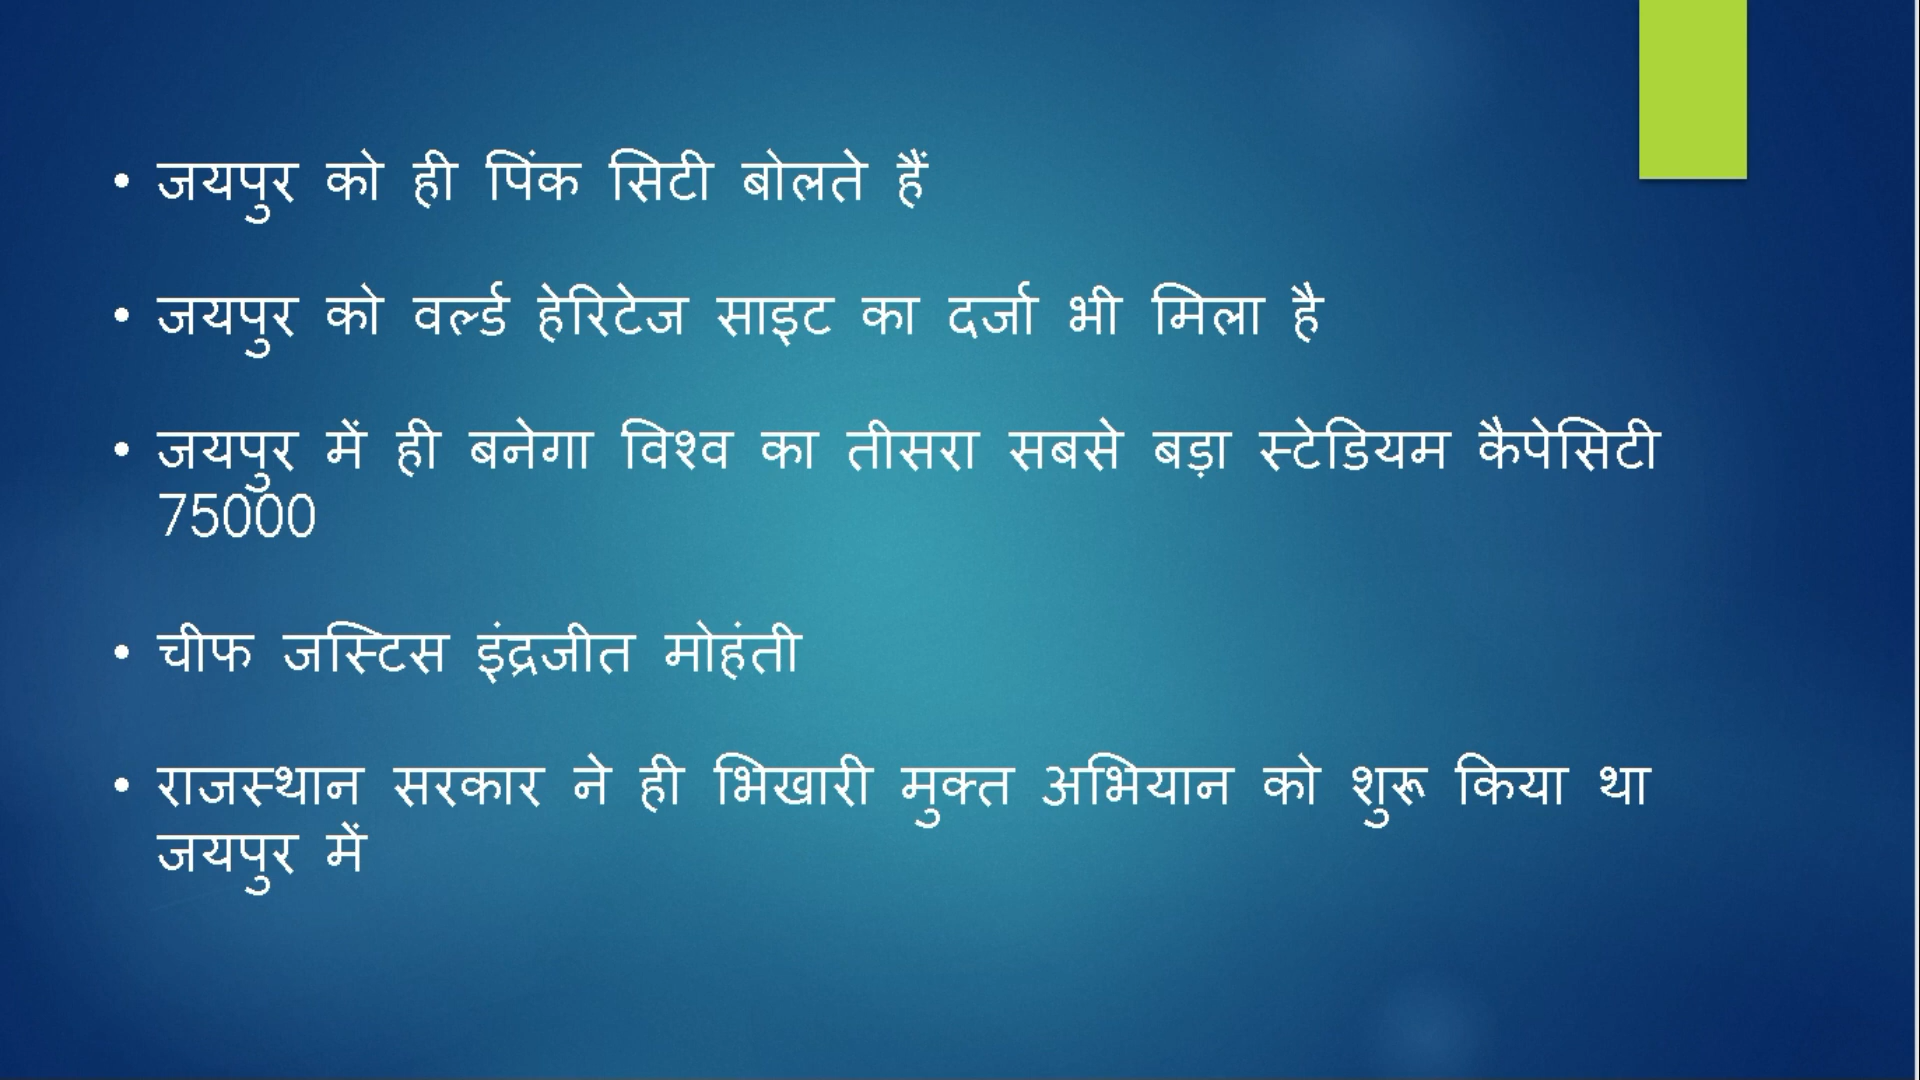 • जयपुर को ही पिंक सिटी बोलते हैं
• जयपुर को वर्ल्ड हेरिटेज साइट का दर्जा भी मिला है
• जयपुर में ही बनेगा विश्व का तीसरा सबसे बड़ा स्टेडियम कैपेसिटी
75000
• चीफ जस्टिस इंद्रजीत मोहंती
• राजस्थान सरकार ने ही भिखारी मुक्त अभियान को शुरू किया था
जयपुर में